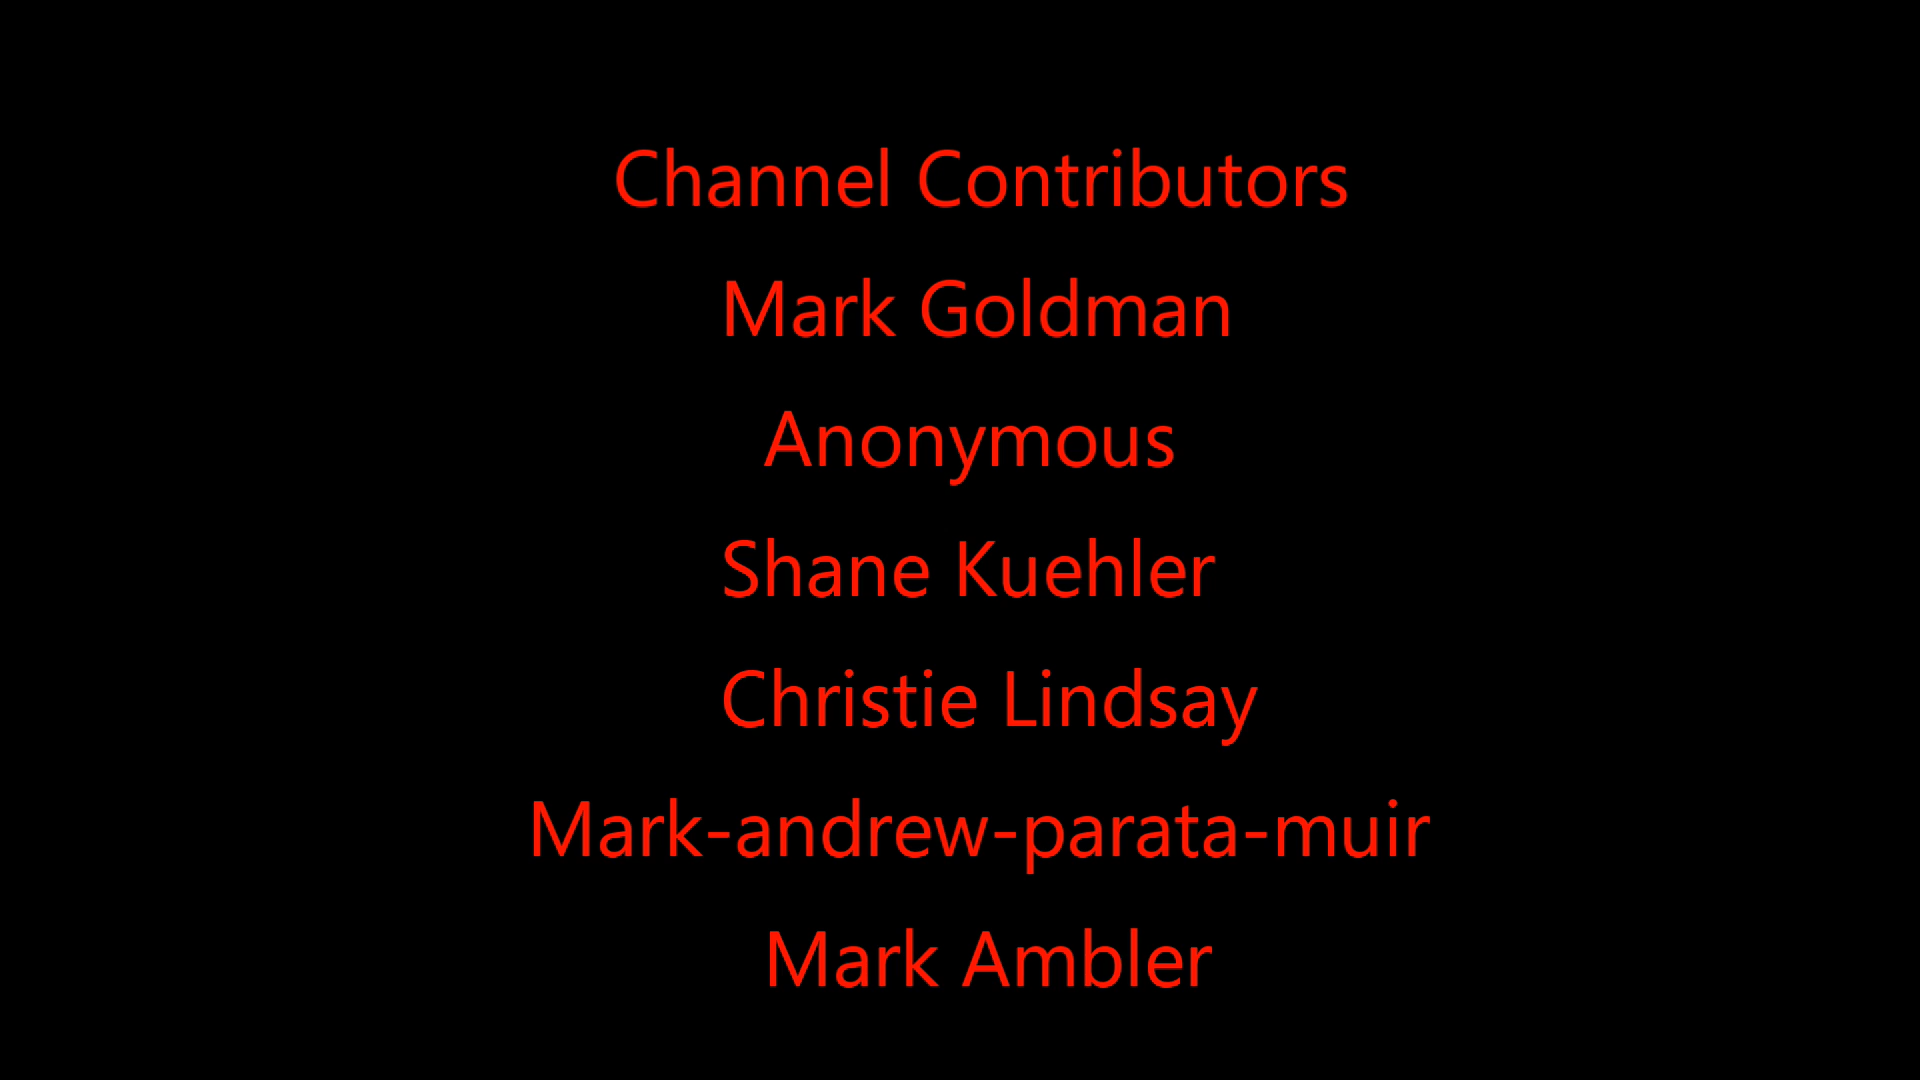 Channel Contributors
Mark Goldman
Anonymous
Shane Kuehler
Christie Lindsay
Mark-andrew-parata-muir
Mark Ambler